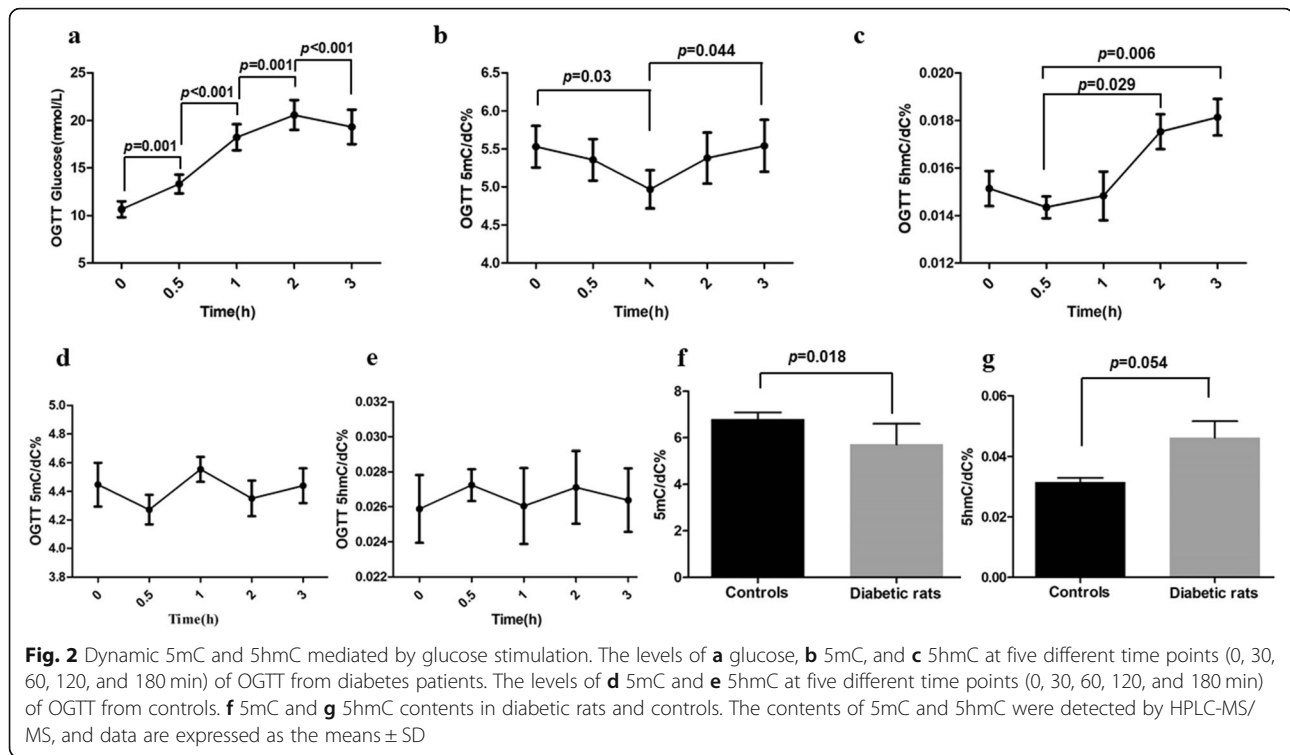 a
p<0.001
p=0.001
p<0.001
p=0.001
OGTT Glucose(mmol/L)
25
20
15
10
5
0
0.5
1
2
3
Time(h)
b
p=0.044
p=0.03
OGTT 5mC/dC%
6.5
6.0
5.5
5.0
4.5
4.0
0
0.5
1
2
3
Time(h)
c
p=0.006
p=0.029
OGTT 5hmC/dC%
0.020
0.018
0.016
0.014
0.012
0
0.5
1
2
3
Time(h)
d
OGTT 5mC/dC%
5.0
4.8
4.6
4.4
4.2
4.0
3.8
0
0.5
1
2
3
Time(h)
e
OGTT 5hmC/dC%
0.032
0.030
0.028
0.026
0.024
0.022
0
0.5
1
2
3
Time(h)
f
p=0.018
5mC/dC%
8
6
4
2
0
Controls
Diabetic rats
g
p=0.054
5hmC/dC%
0.06
0.04
0.02
0.00
Controls
Diabetic rats
Fig. 2 Dynamic 5mC and 5hmC mediated by glucose stimulation. The levels of a glucose, b 5mC, and c 5hmC at five different time points (0, 30,
60, 120, and 180 min) of OGTT from diabetes patients. The levels of d 5mC and e 5hmC at five different time points (0, 30, 60, 120, and 180 min)
of OGTT from controls. f 5mC and g 5hmC contents in diabetic rats and controls. The contents of 5mC and 5hmC were detected by HPLC-MS/
MS, and data are expressed as the means ± SD